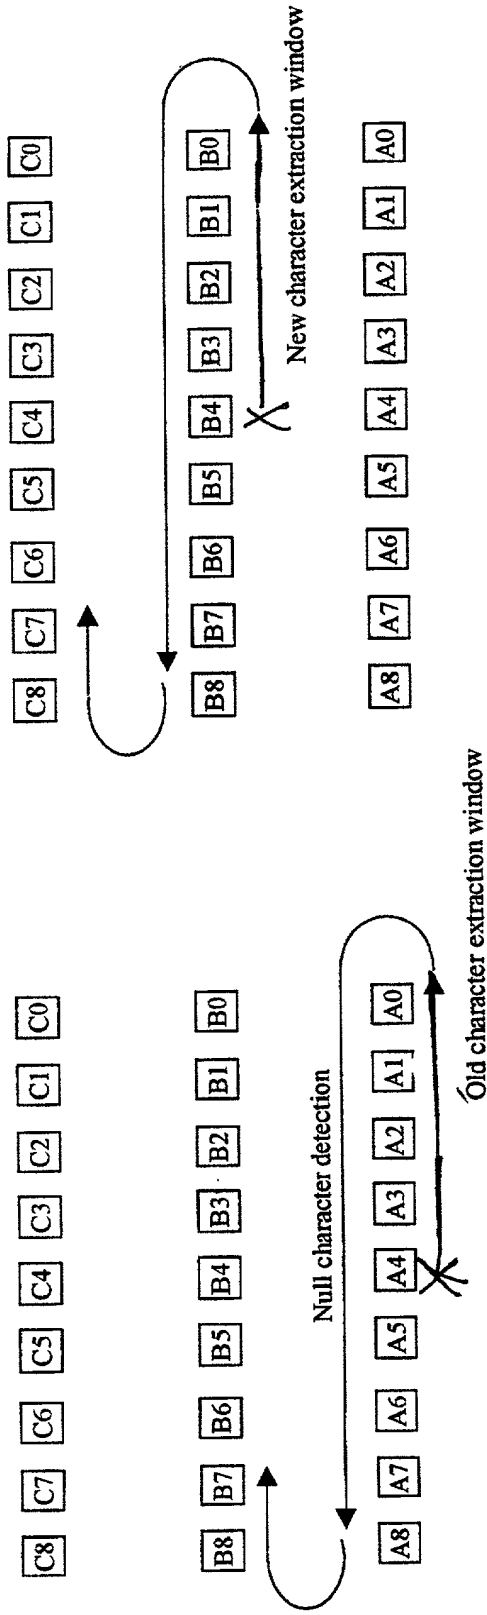 C8 C7 C6 C5 C4 C3 C2 C1 C0
B8 B7 B6 B5 B4 B3 B2 B1 B0
Null character detection
A8 A7 A6 A5 A4 A3 A2 A1 A0
Old character extraction window
C8 C7 C6 C5 C4 C3 C2 C1 C0
B8 B7 B6 B5 B4 B3 B2 B1 B0
New character extraction window
A8 A7 A6 A5 A4 A3 A2 A1 A0